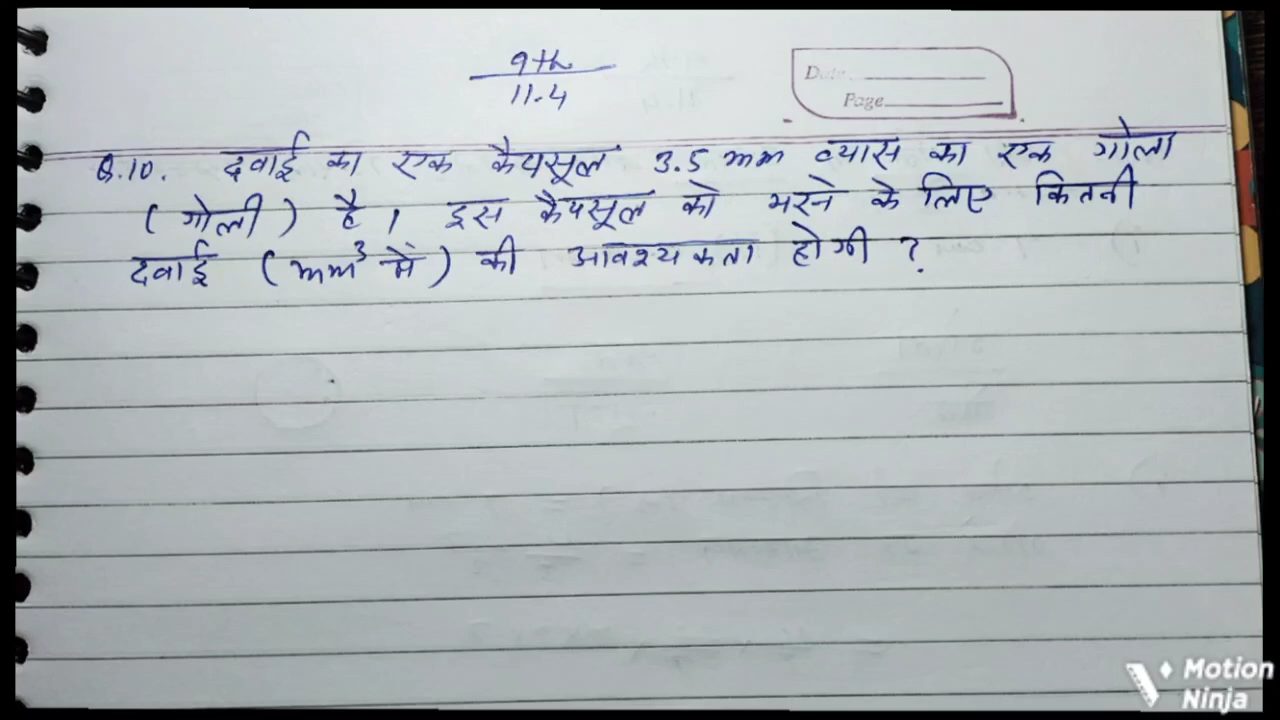 9th
11.4
Date
Page
Q.10. दवाई का एक कैपसूल 3.5 mm व्यास का एक गोला
(गोली) है। इस कैपसूल को भरने के लिए कितनी
दवाई (mm³ में) की आवश्यकता होगी?
Motion
Ninja